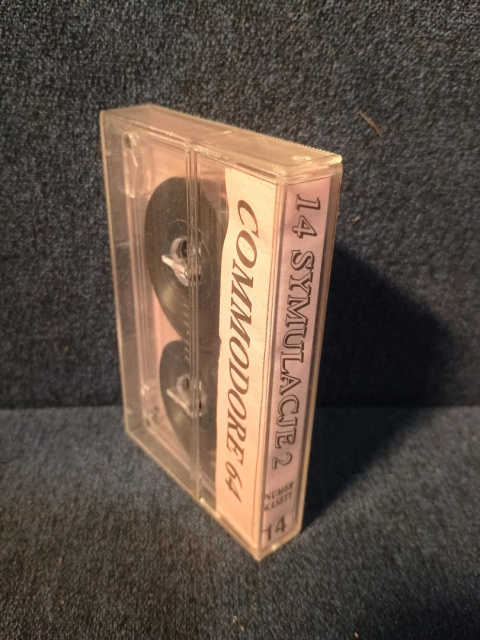 COMMODORE 64
14 SYMULACJE 2
NUMER
KASETY
14